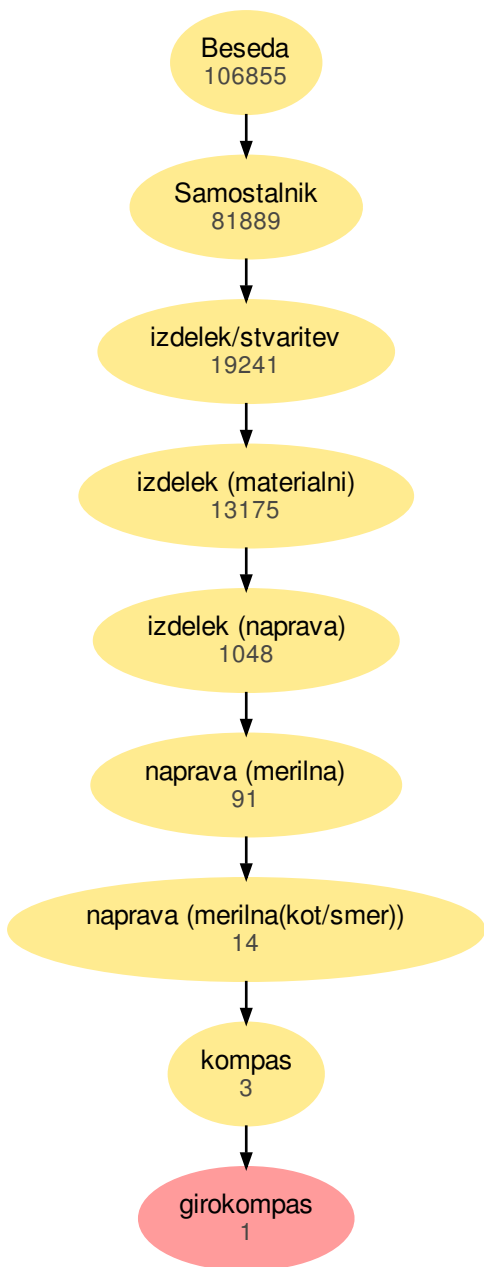 Beseda
106855
Samostalnik
81889
izdelek/stvaritev
19241
izdelek (materialni)
13175
izdelek (naprava)
1048
naprava (merilna)
91
naprava (merilna(kot/smer))
14
kompas
3
girokompas
1